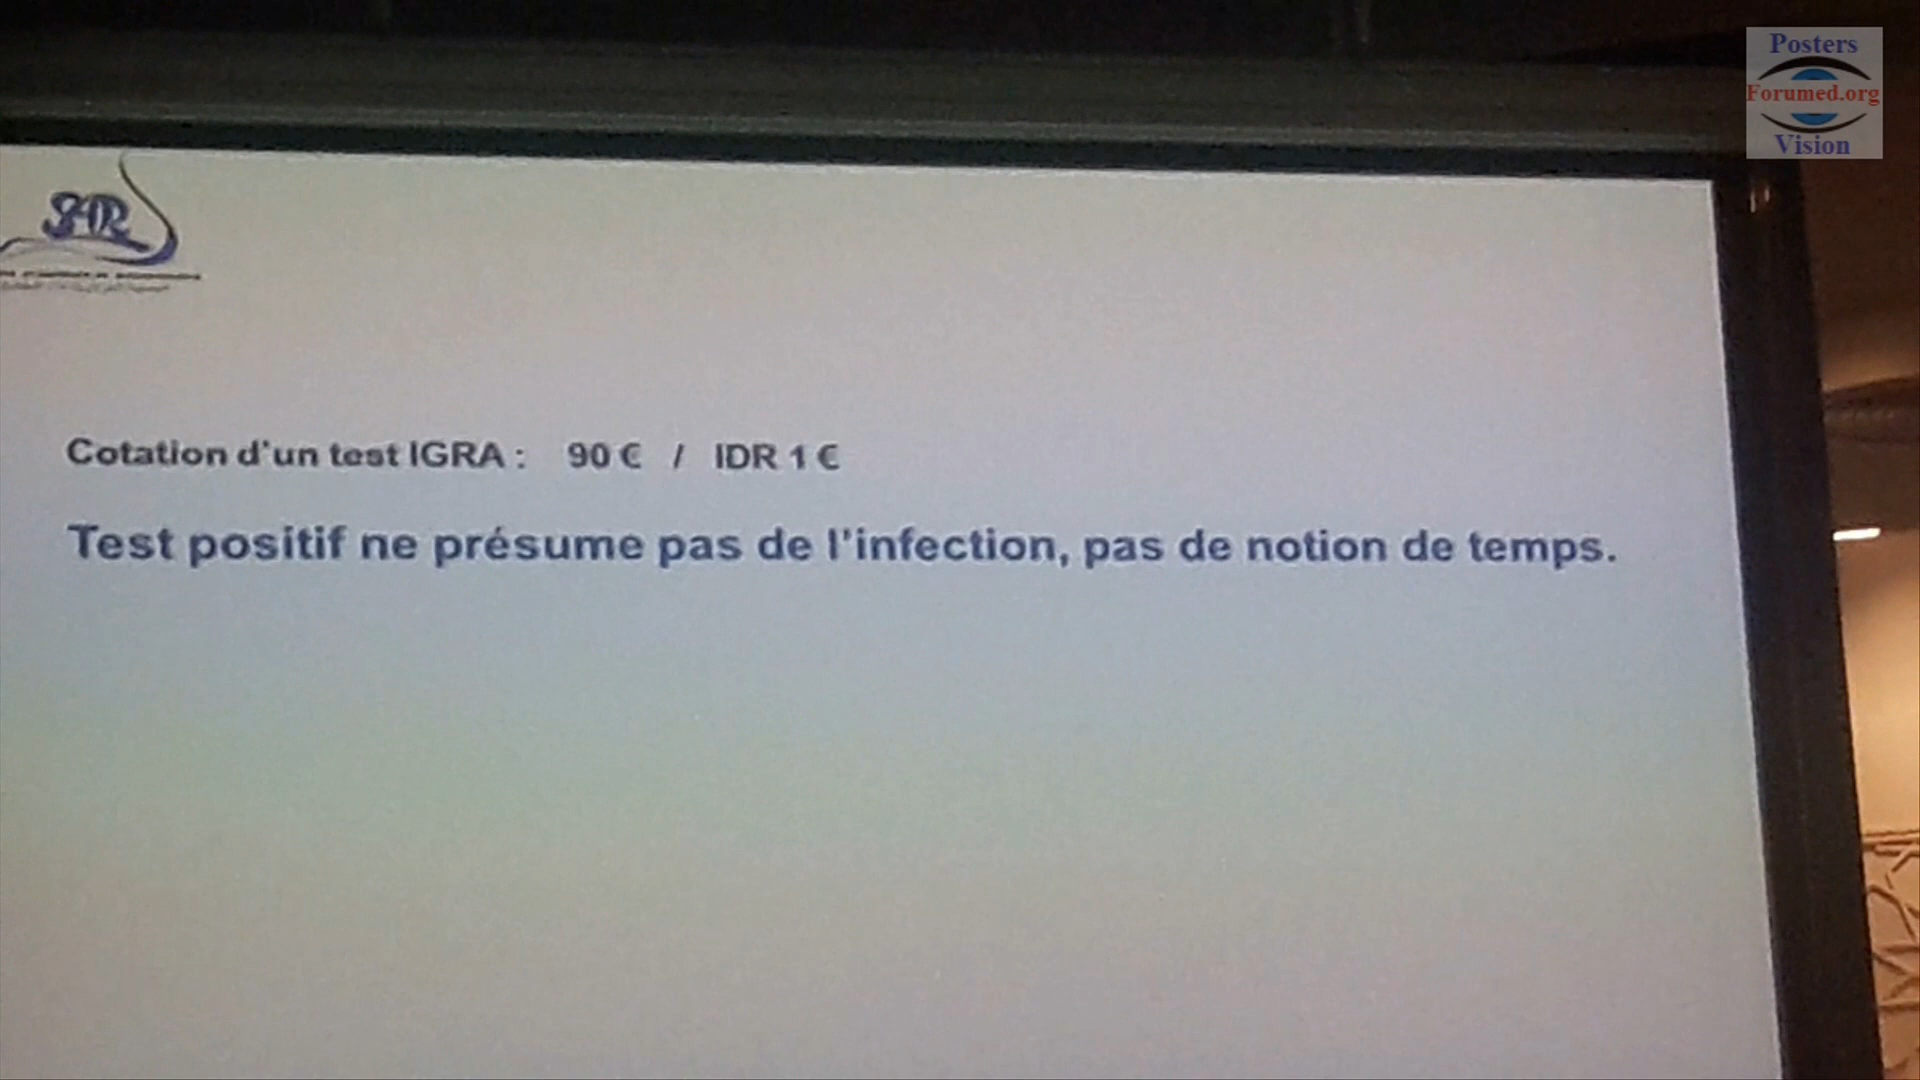 Posters
Forumed.org
Vision
Cotation d'un test IGRA : 90 € / IDR 1 €
Test positif ne présume pas de l'infection, pas de notion de temps.